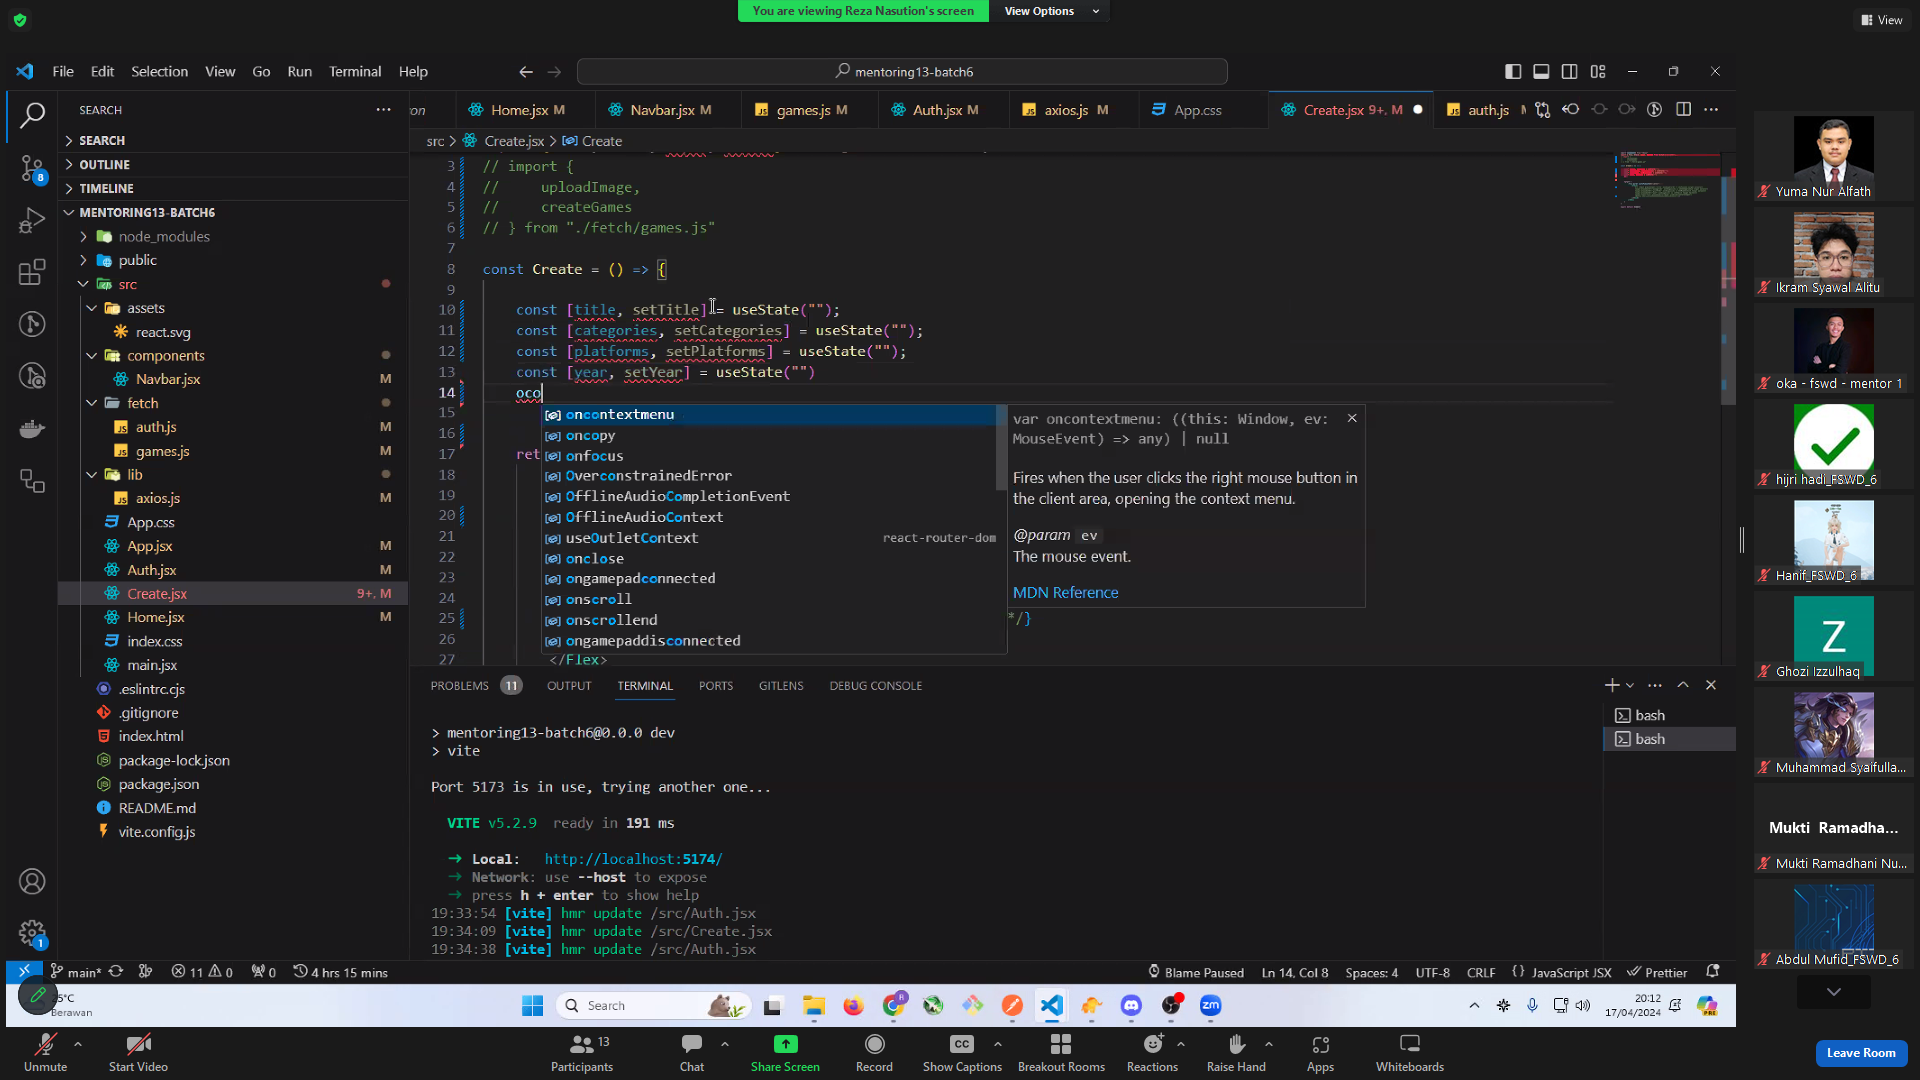 You are viewing Reza Nasution's screen
View Options
View
File Edit Selection View Go Run Terminal Help
mentoring13-batch6
SEARCH
Home.jsx M
Navbar.jsx M
games.js M
Auth.jsx M
axios.js M
App.css
Create.jsx 9+, M
auth.js
src > Create.jsx > Create
SEARCH
OUTLINE
TIMELINE
MENTORING13-BATCH6
node_modules
public
src
assets
react.svg
components
Navbar.jsx M
fetch
auth.js M
games.js M
lib
axios.js M
App.css
App.jsx M
Auth.jsx M
Create.jsx 9+, M
Home.jsx M
index.css
main.jsx
.eslintrc.cjs
.gitignore
index.html
package-lock.json
package.json
README.md
vite.config.js
8
1
3 // import {
4 // uploadImage,
5 // createGames
6 // } from "./fetch/games.js"
7
8 const Create = () => {
9
10 const [title, setTitle] = useState("");
11 const [categories, setCategories] = useState("");
12 const [platforms, setPlatforms] = useState("");
13 const [year, setYear] = useState("")
14 oco
15
16
17 ret
18
19
20
21
22
23
24
25 */}
26
27 </Flex>
oncontextmenu
oncopy
onfocus
OverconstrainedError
OfflineAudioCompletionEvent
OfflineAudioContext
useOutletContext react-router-dom
onclose
ongamepadconnected
onscroll
onscrollend
ongamepaddisconnected
var oncontextmenu: ((this: Window, ev:
MouseEvent) => any) | null
Fires when the user clicks the right mouse button in
the client area, opening the context menu.
@param ev
The mouse event.
MDN Reference
PROBLEMS 11 OUTPUT TERMINAL PORTS GITLENS DEBUG CONSOLE
> mentoring13-batch6@0.0.0 dev
> vite
Port 5173 is in use, trying another one...
VITE v5.2.9 ready in 191 ms
➜ Local: http://localhost:5174/
➜ Network: use --host to expose
➜ press h + enter to show help
19:33:54 [vite] hmr update /src/Auth.jsx
19:34:09 [vite] hmr update /src/Create.jsx
19:34:38 [vite] hmr update /src/Auth.jsx
bash
bash
main* 11 0 0 4 hrs 15 mins
Blame Paused Ln 14, Col 8 Spaces: 4 UTF-8 CRLF {} JavaScript JSX Prettier
25°C
Berawan
Search
20:12
17/04/2024
Yuma Nur Alfath
Ikram Syawal Alitu
oka - fswd - mentor 1
hijri hadi_FSWD_6
Hanif_FSWD_6
Z
Ghozi Izzulhaq
Muhammad Syaifulla...
Mukti Ramadha...
Mukti Ramadhani Nu...
Abdul Mufid_FSWD_6
Unmute
Start Video
13
Participants
Chat
Share Screen
Record
CC
Show Captions
Breakout Rooms
Reactions
Raise Hand
Apps
Whiteboards
Leave Room